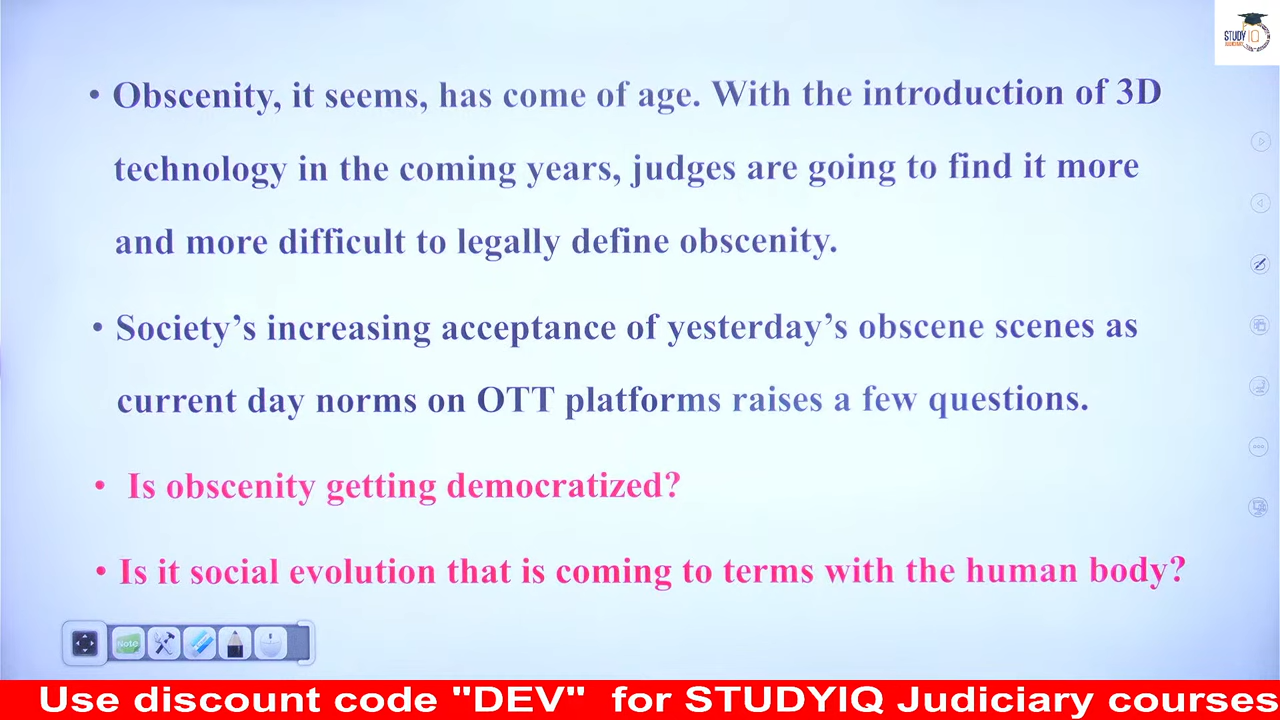 STUDY IQ
• Obscenity, it seems, has come of age. With the introduction of 3D
technology in the coming years, judges are going to find it more
and more difficult to legally define obscenity.
• Society’s increasing acceptance of yesterday’s obscene scenes as
current day norms on OTT platforms raises a few questions.
• Is obscenity getting democratized?
• Is it social evolution that is coming to terms with the human body?
Note
Use discount code "DEV" for STUDYIQ Judiciary courses